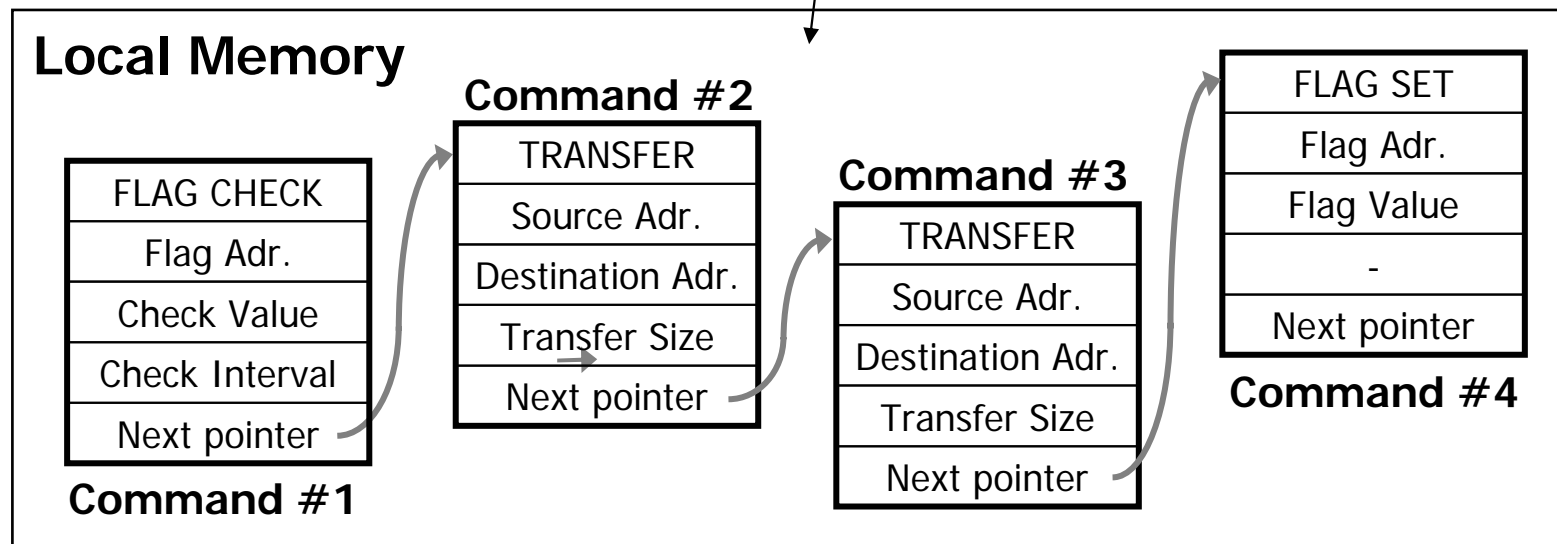 Local Memory
FLAG CHECK
Flag Adr.
Check Value
Check Interval
Next pointer
Command #1
Command #2
TRANSFER
Source Adr.
Destination Adr.
Transfer Size
Next pointer
Command #3
TRANSFER
Source Adr.
Destination Adr.
Transfer Size
Next pointer
FLAG SET
Flag Adr.
Flag Value
-
Next pointer
Command #4